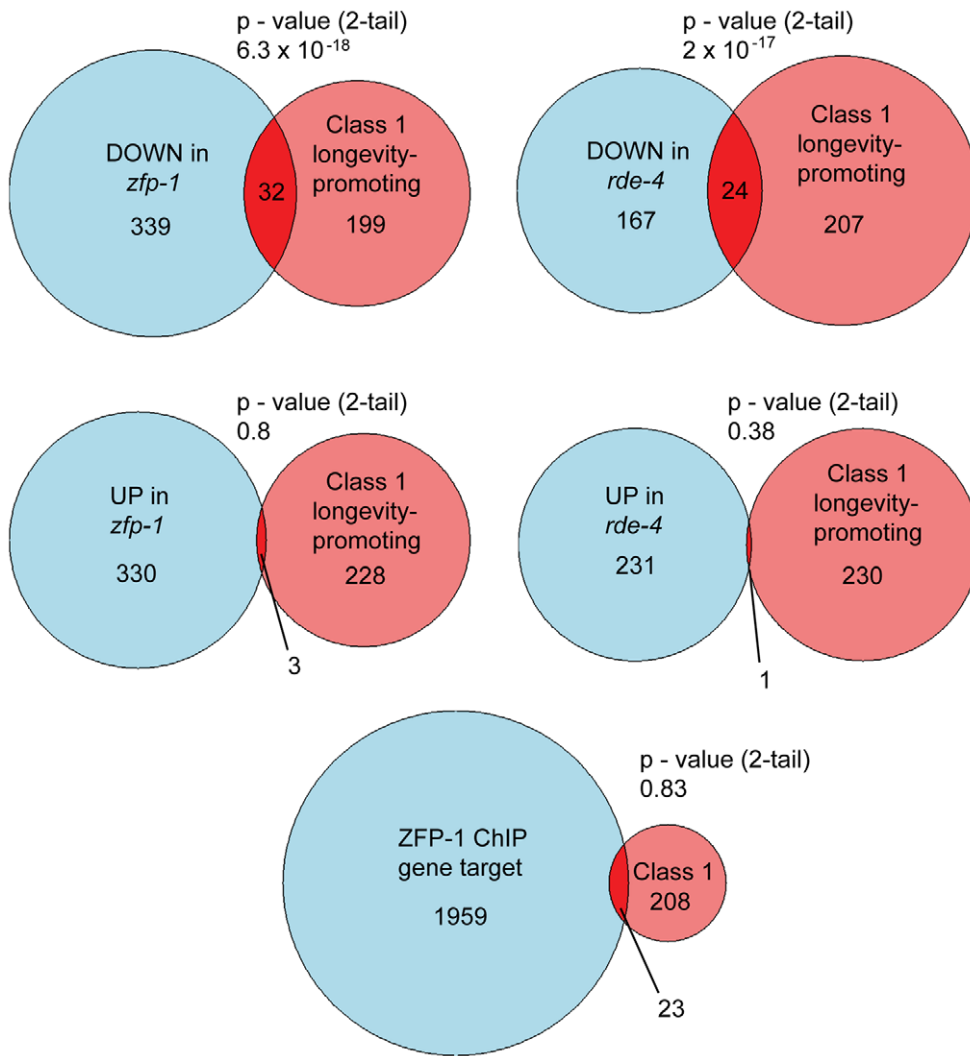 p - value (2-tail)
6.3 x 10⁻¹⁸
DOWN in
zfp-1
339
32
Class 1
longevity-
promoting
199
p - value (2-tail)
2 x 10⁻¹⁷
DOWN in
rde-4
167
24
Class 1
longevity-
promoting
207
p - value (2-tail)
0.8
UP in
zfp-1
330
Class 1
longevity-
promoting
228
3
p - value (2-tail)
0.38
UP in
rde-4
231
Class 1
longevity-
promoting
230
1
p - value (2-tail)
0.83
ZFP-1 ChIP
gene target
1959
Class 1
208
23